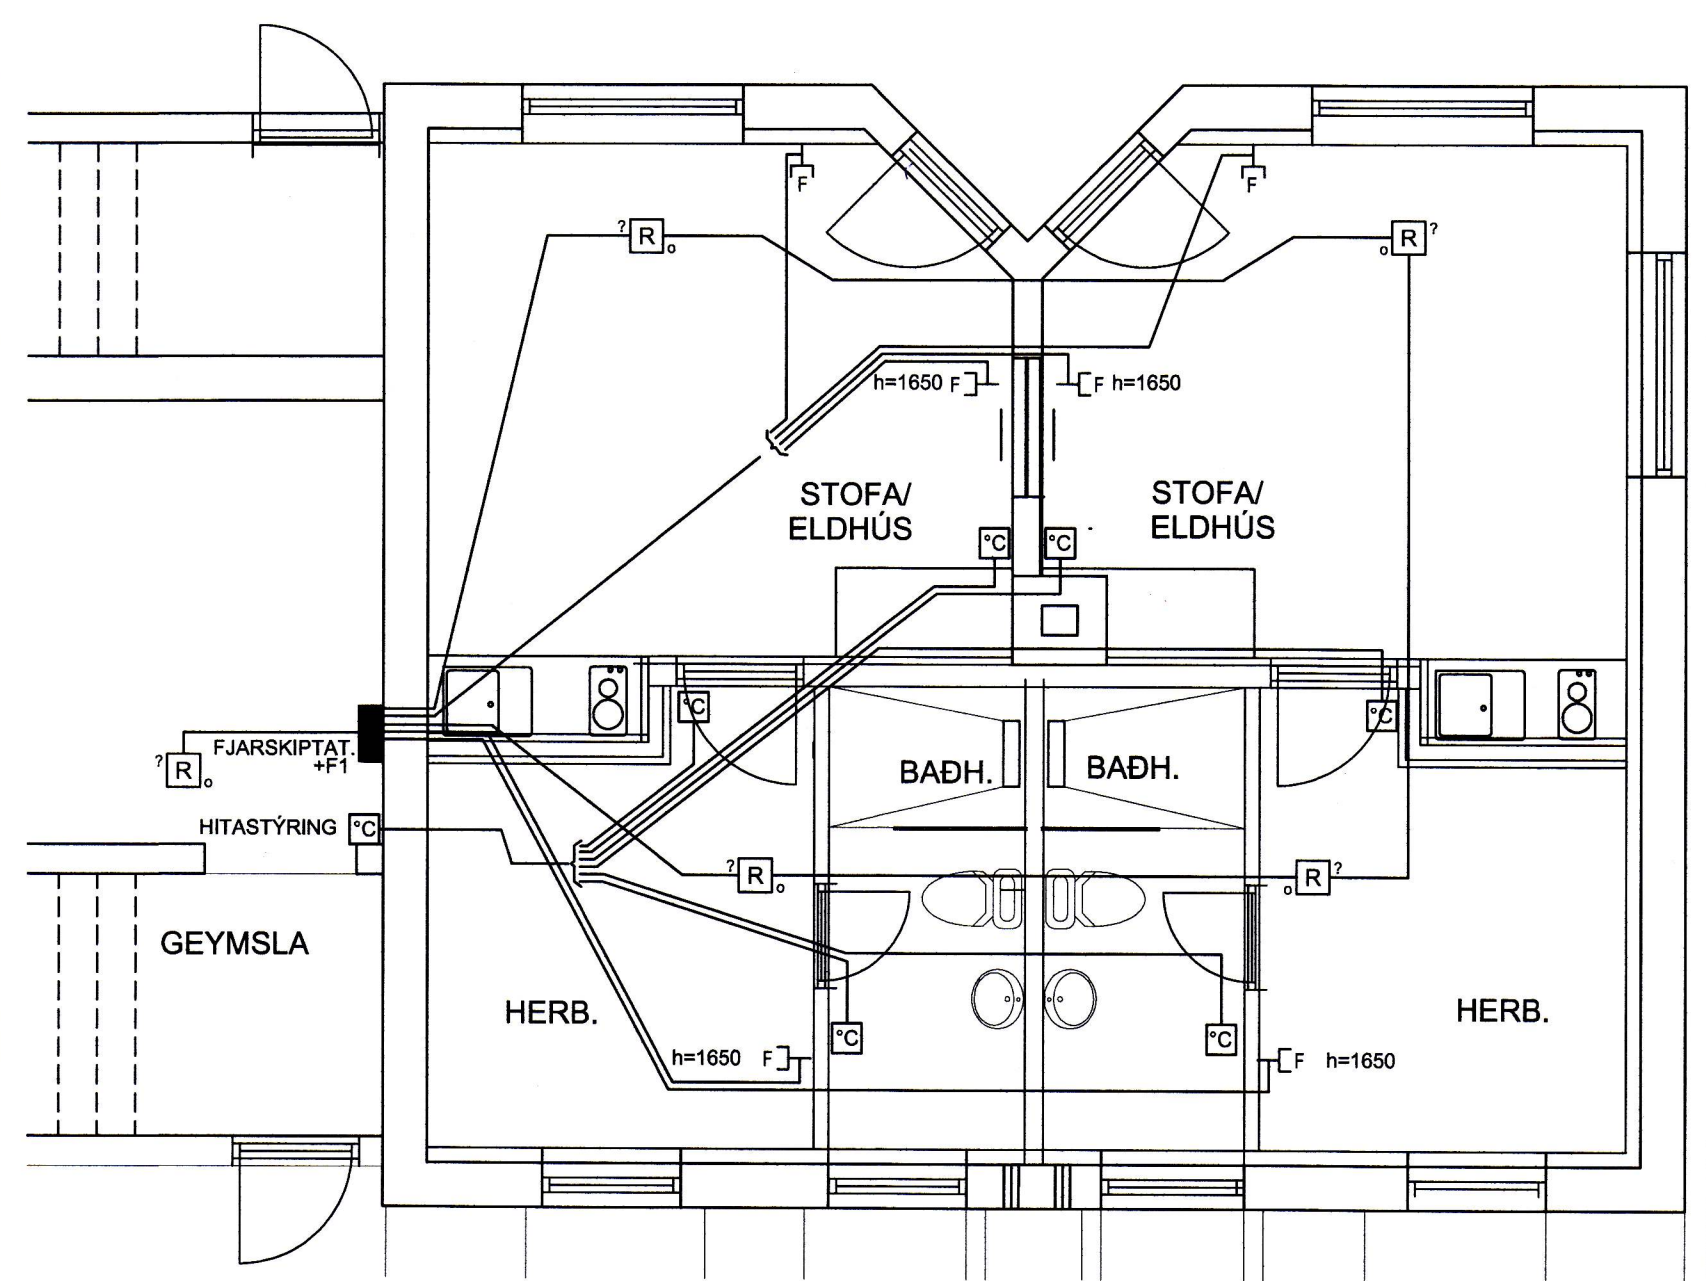 F
F
? R o
o R ?
h=1650 F
F h=1650
STOFA/
ELDHÚS
STOFA/
ELDHÚS
°C
°C
°C
°C
FJARSKIPTAT.
+F1
? R o
BAÐH.
BAÐH.
HITASTÝRING °C
? R o
o R ?
GEYMSLA
HERB.
HERB.
°C
°C
h=1650 F
F h=1650